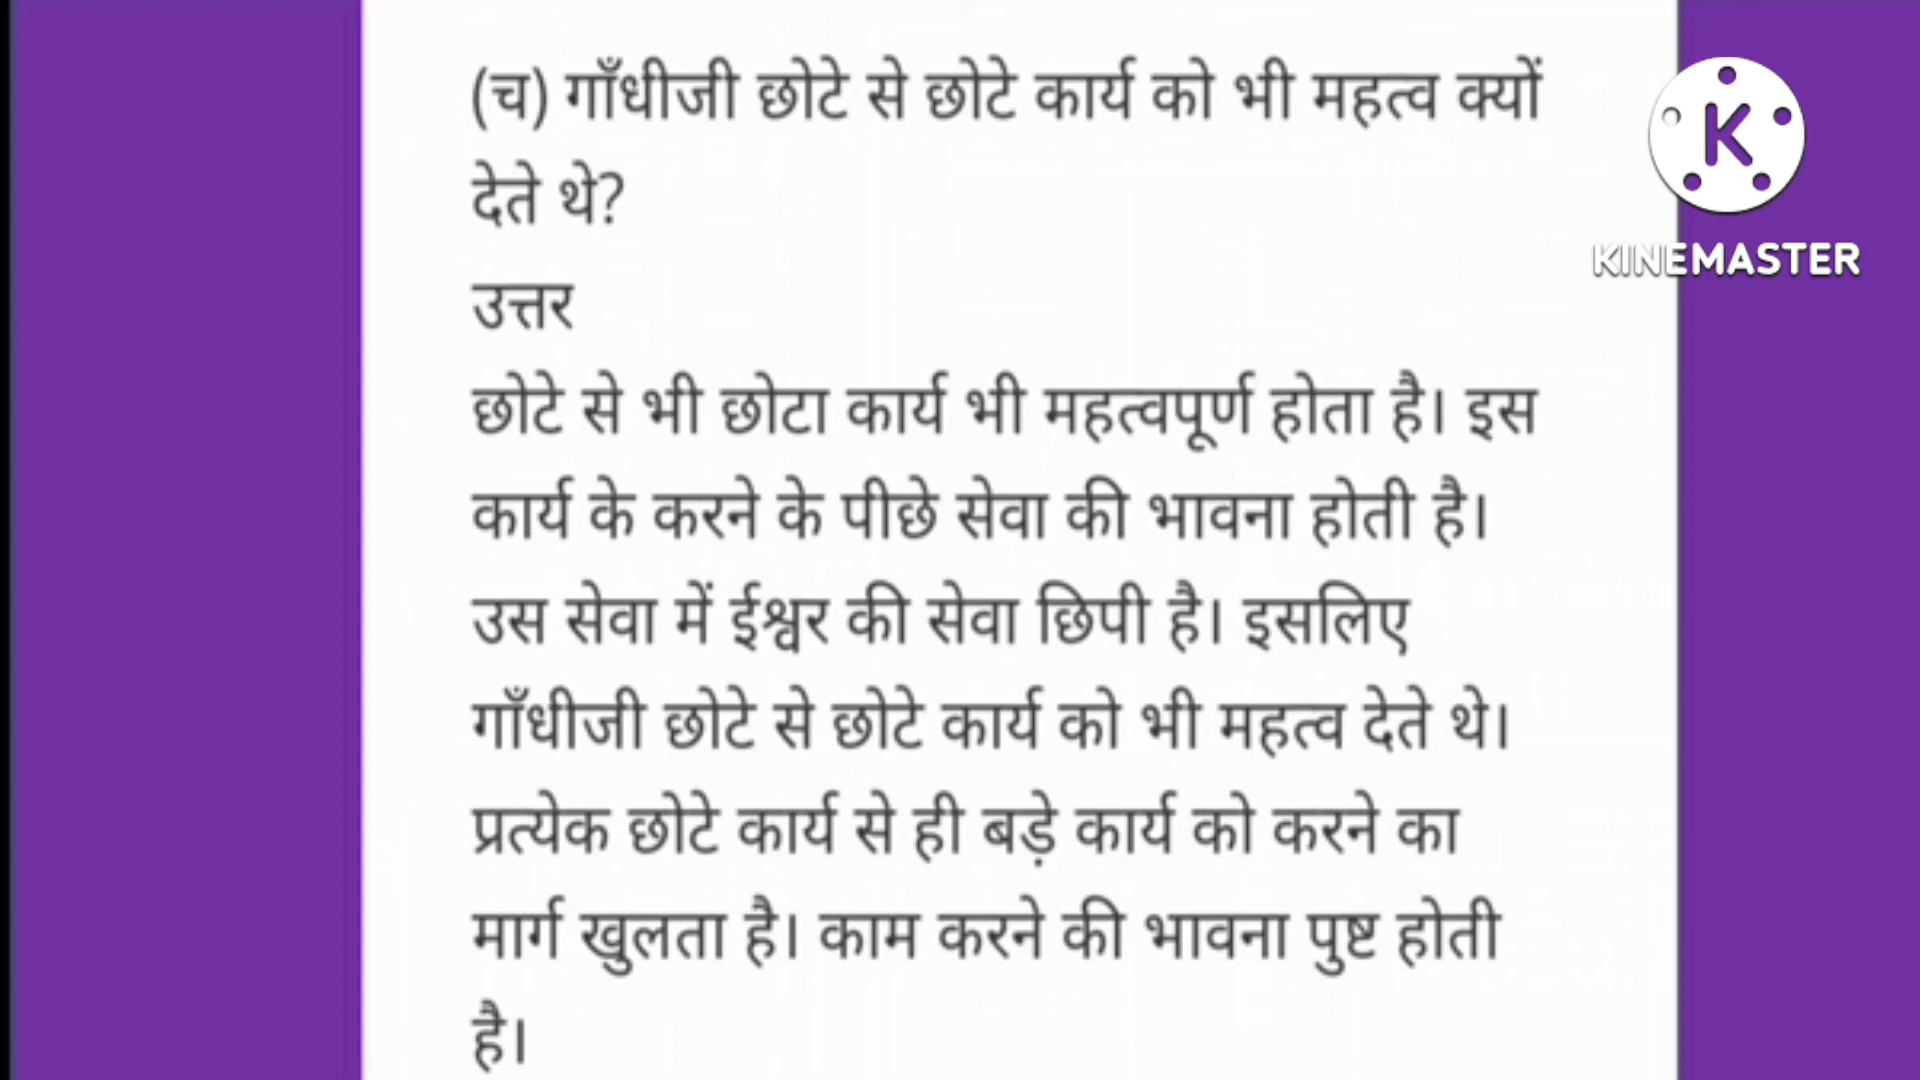 (च) गाँधीजी छोटे से छोटे कार्य को भी महत्व क्यों
देते थे?
उत्तर
छोटे से भी छोटा कार्य भी महत्वपूर्ण होता है। इस
कार्य के करने के पीछे सेवा की भावना होती है।
उस सेवा में ईश्वर की सेवा छिपी है। इसलिए
गाँधीजी छोटे से छोटे कार्य को भी महत्व देते थे।
प्रत्येक छोटे कार्य से ही बड़े कार्य को करने का
मार्ग खुलता है। काम करने की भावना पुष्ट होती
है।
K
KINEMASTER